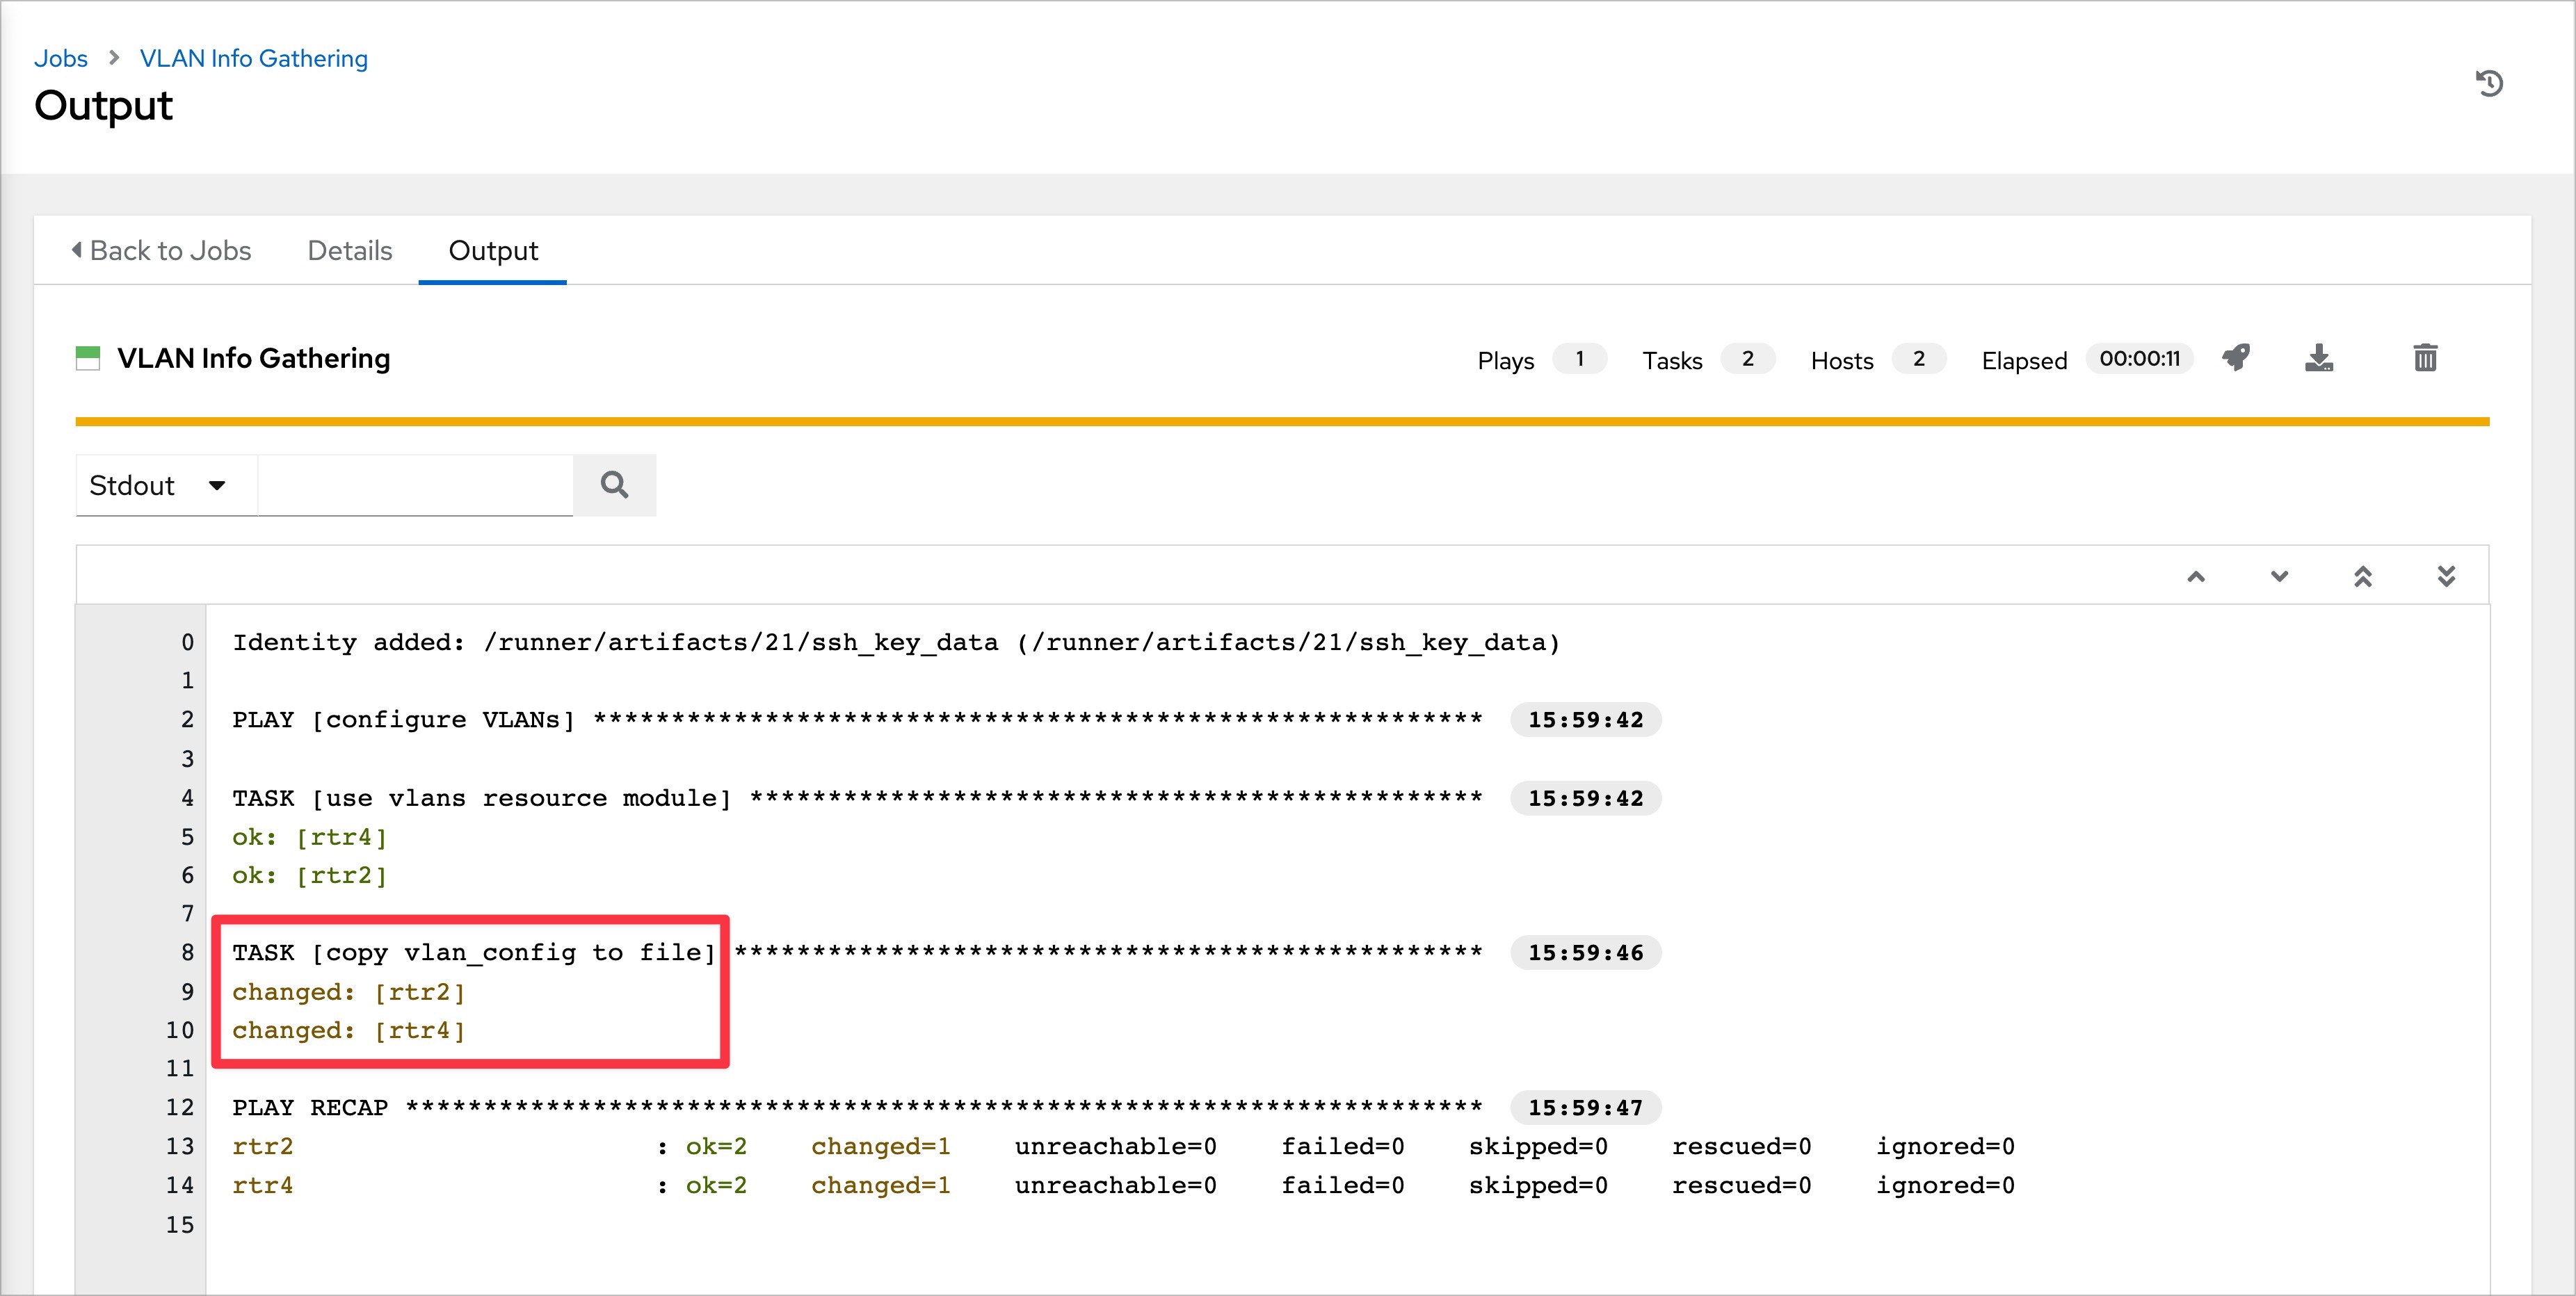 Jobs > VLAN Info Gathering
Output
Back to Jobs Details Output
VLAN Info Gathering Plays 1 Tasks 2 Hosts 2 Elapsed 00:00:11
Stdout
0 Identity added: /runner/artifacts/21/ssh_key_data (/runner/artifacts/21/ssh_key_data)
1
2 PLAY [configure VLANs] ********************************************************* 15:59:42
3
4 TASK [use vlans resource module] *********************************************** 15:59:42
5 ok: [rtr4]
6 ok: [rtr2]
7
8 TASK [copy vlan_config to file] ************************************************ 15:59:46
9 changed: [rtr2]
10 changed: [rtr4]
11
12 PLAY RECAP ********************************************************************* 15:59:47
13 rtr2 : ok=2 changed=1 unreachable=0 failed=0 skipped=0 rescued=0 ignored=0
14 rtr4 : ok=2 changed=1 unreachable=0 failed=0 skipped=0 rescued=0 ignored=0
15